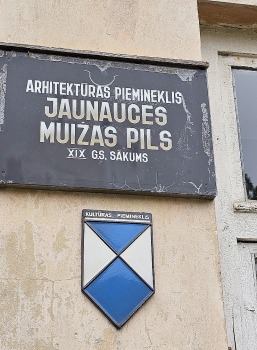 ARHITEKTŪRAS PIEMINEKLIS
JAUNAUCES
MUIŽAS PILS
XIX GS. SĀKUMS
KULTŪRAS PIEMINEKLIS